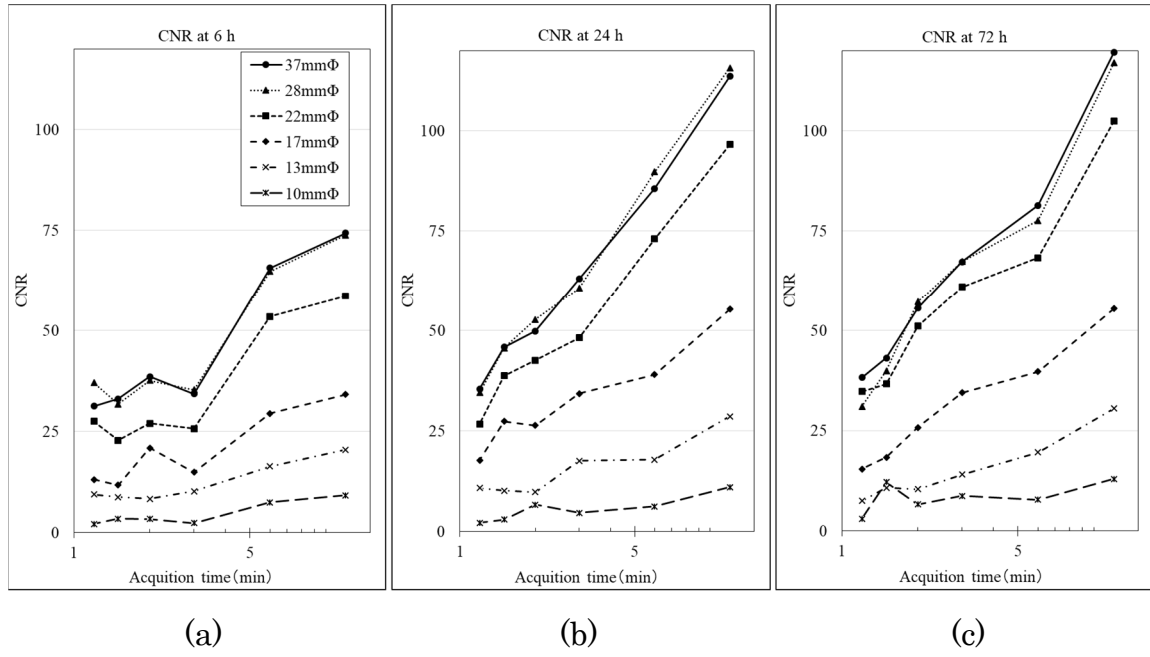 CNR at 6 h
37mmΦ
28mmΦ
22mmΦ
17mmΦ
13mmΦ
10mmΦ
100
75
50
25
0
CNR
1
5
Acquition time(min)
(a)
CNR at 24 h
100
75
50
25
0
CNR
1
5
Acquition time(min)
(b)
CNR at 72 h
100
75
50
25
0
CNR
1
5
Acquition time(min)
(c)